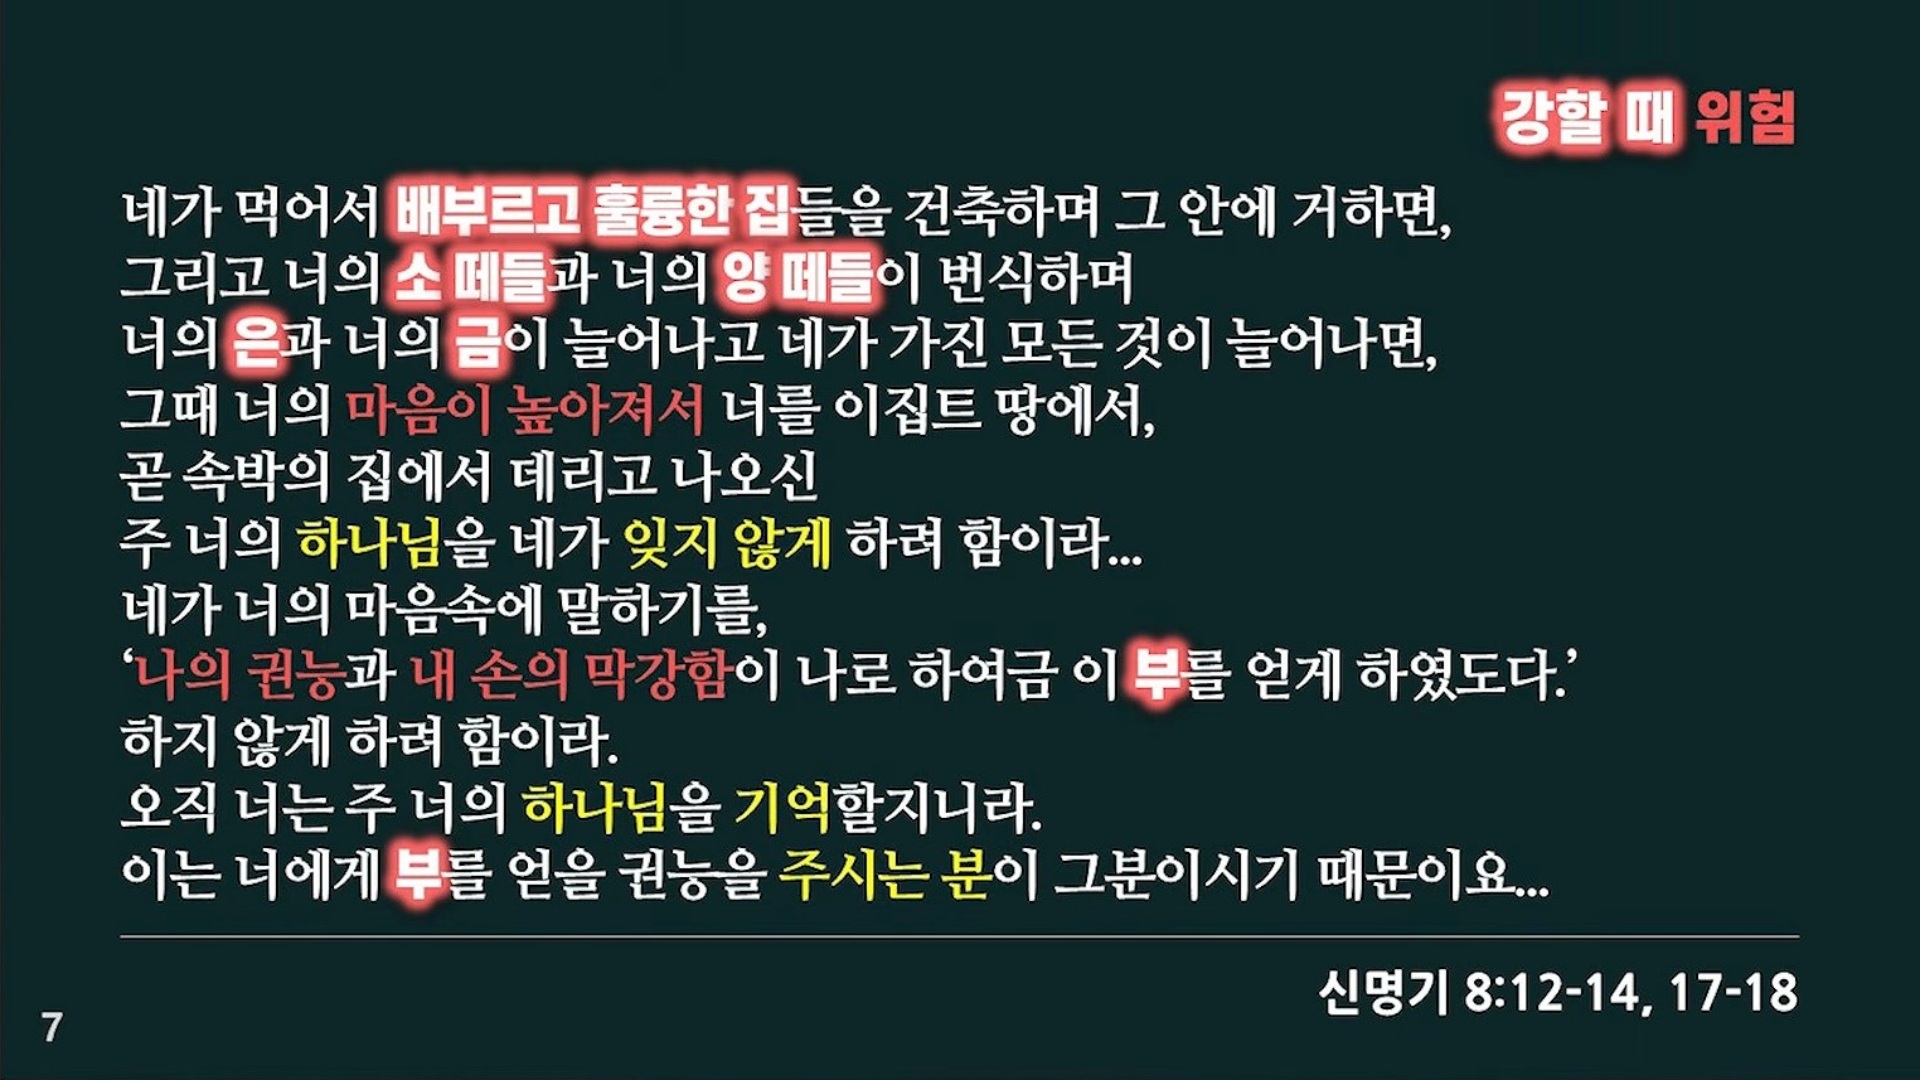 강할 때 위험
네가 먹어서 배부르고 훌륭한 집들을 건축하며 그 안에 거하면,
그리고 너의 소 떼들과 너의 양 떼들이 번식하며
너의 은과 너의 금이 늘어나고 네가 가진 모든 것이 늘어나면,
그때 너의 마음이 높아져서 너를 이집트 땅에서,
곧 속박의 집에서 데리고 나오신
주 너의 하나님을 네가 잊지 않게 하려 함이라...
네가 너의 마음속에 말하기를,
‘나의 권능과 내 손의 막강함이 나로 하여금 이 부를 얻게 하였도다.’
하지 않게 하려 함이라.
오직 너는 주 너의 하나님을 기억할지니라.
이는 너에게 부를 얻을 권능을 주시는 분이 그분이시기 때문이요...
신명기 8:12-14, 17-18
7